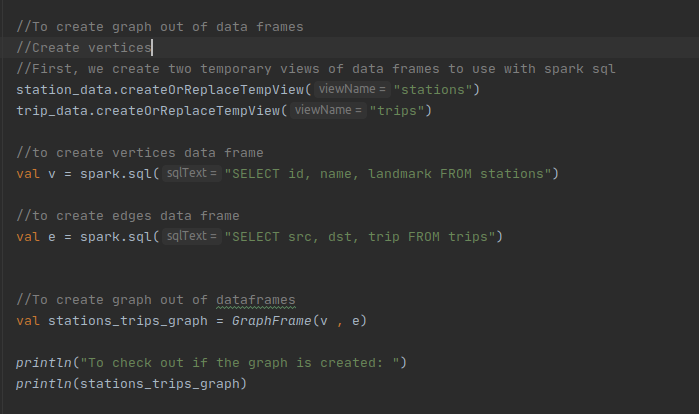 //To create graph out of data frames
//Create vertices
//First, we create two temporary views of data frames to use with spark sql
station_data.createOrReplaceTempView( viewName = "stations")
trip_data.createOrReplaceTempView( viewName = "trips")
//to create vertices data frame
val v = spark.sql( sqlText = "SELECT id, name, landmark FROM stations")
//to create edges data frame
val e = spark.sql( sqlText = "SELECT src, dst, trip FROM trips")
//To create graph out of dataframes
val stations_trips_graph = GraphFrame(v , e)
println("To check out if the graph is created: ")
println(stations_trips_graph)